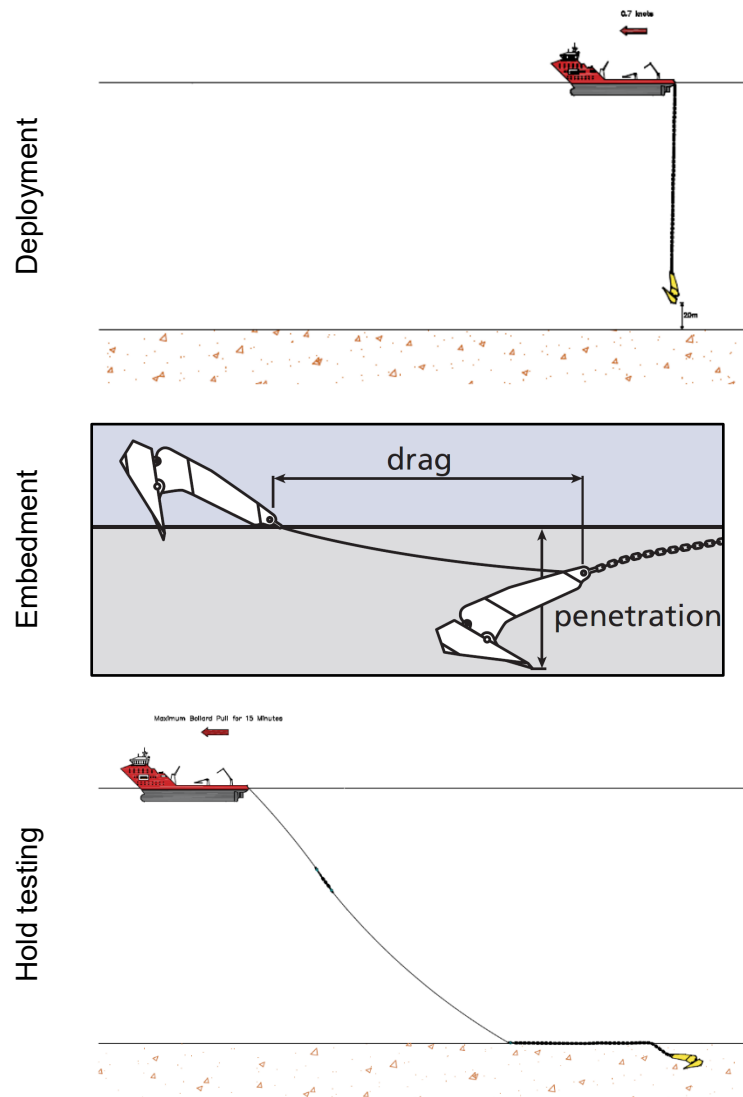 0.7 knots
Deployment
20m
Embedment
drag
penetration
Maximum Bollard Pull for 15 Minutes
Hold testing